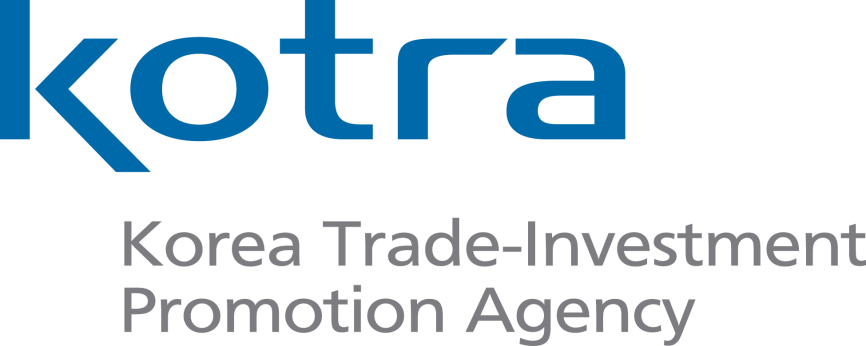 kotra
Korea Trade-Investment
Promotion Agency